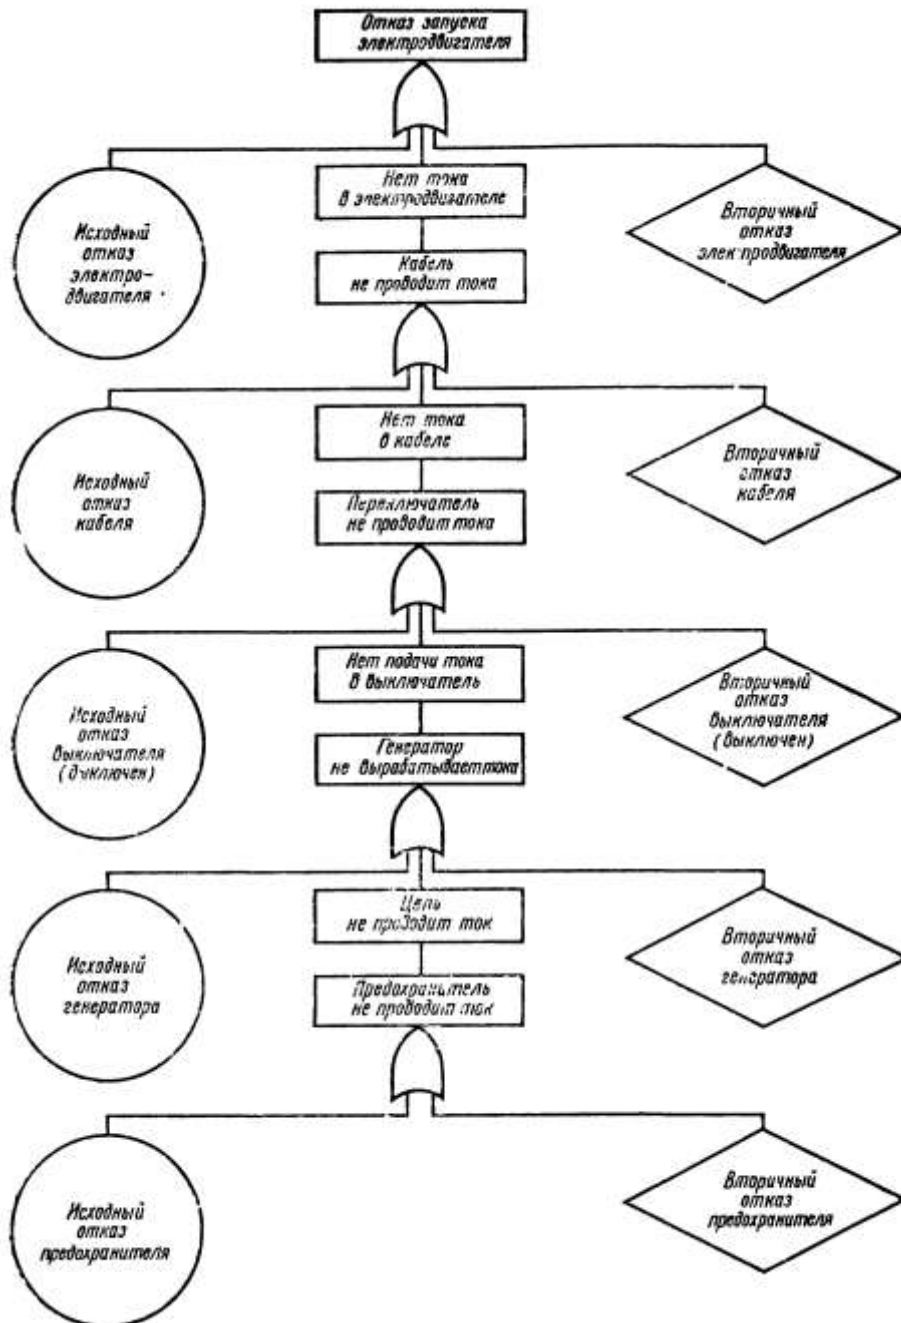 Отказ запуска
электродвигателя
Нет тока
в электродвигателе
Исходный
отказ
электро-
двигателя
Вторичный
отказ
электродвигателя
Кабель
не проводит тока
Нет тока
в кабеле
Исходный
отказ
кабеля
Вторичный
отказ
кабеля
Переключатель
не проводит тока
Нет подачи тока
в выключатель
Исходный
отказ
выключателя
(выключен)
Вторичный
отказ
выключателя
(выключен)
Генератор
не вырабатывает тока
Цепь
не проводит ток
Исходный
отказ
генератора
Вторичный
отказ
генератора
Предохранитель
не проводит ток
Исходный
отказ
предохранителя
Вторичный
отказ
предохранителя